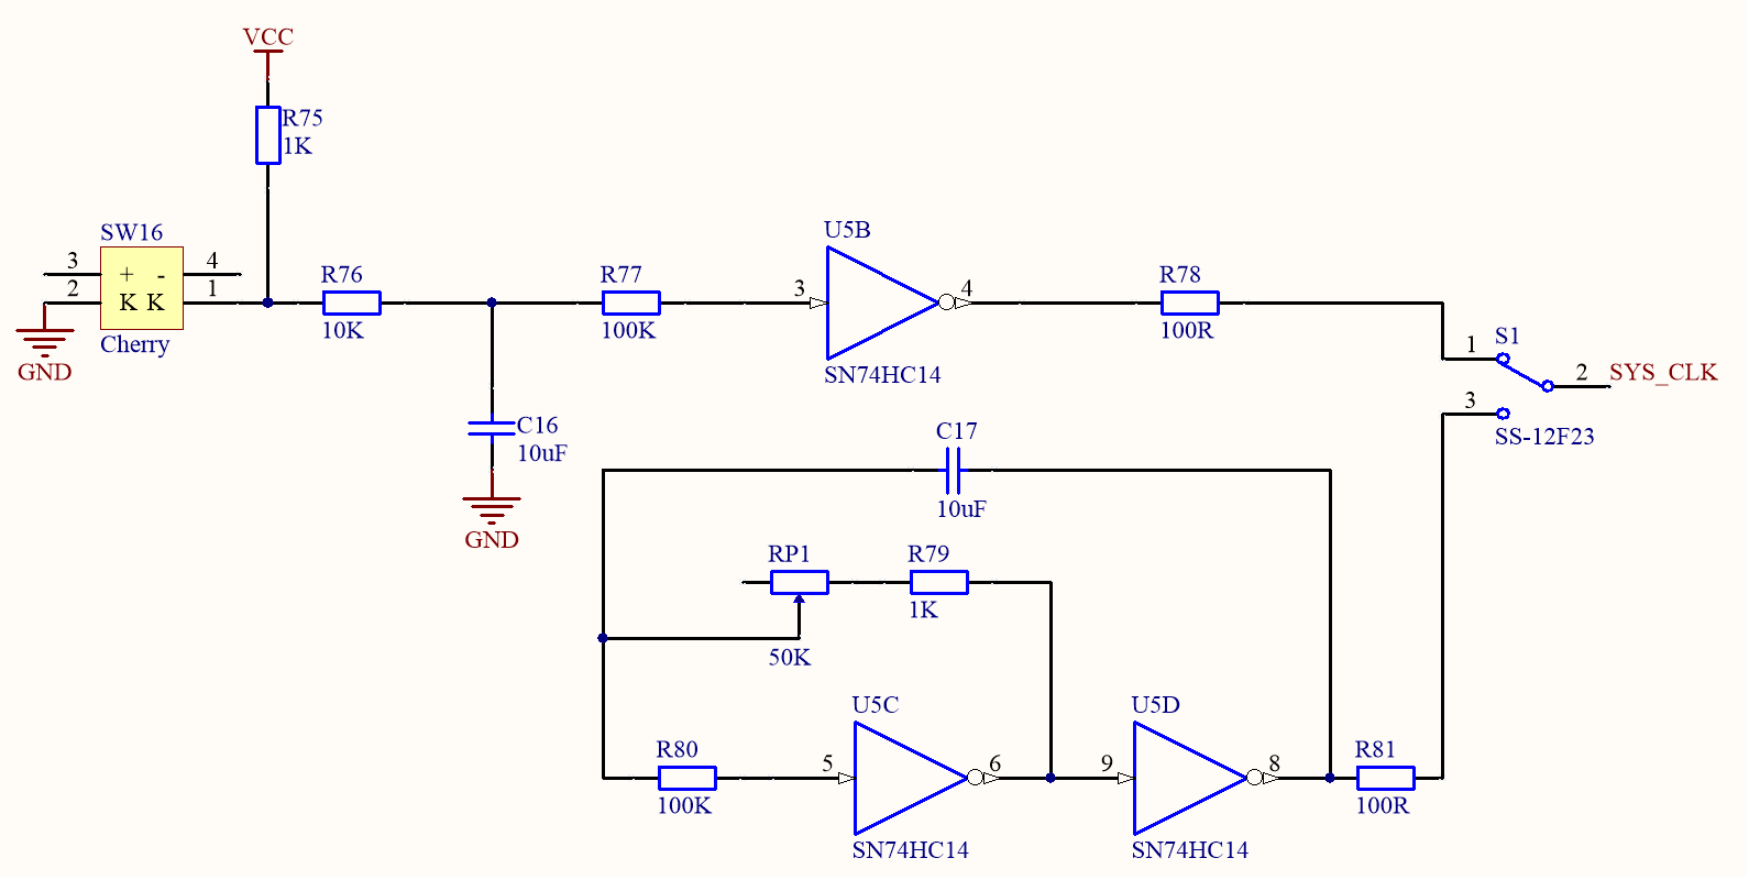 VCC
R75
1K
SW16
3
+ -
4
2
K K
1
Cherry
GND
R76
10K
C16
10uF
GND
R77
100K
U5B
3
4
SN74HC14
R78
100R
S1
1
2
SYS_CLK
3
SS-12F23
C17
10uF
RP1
50K
R79
1K
R80
100K
U5C
5
6
SN74HC14
U5D
9
8
SN74HC14
R81
100R